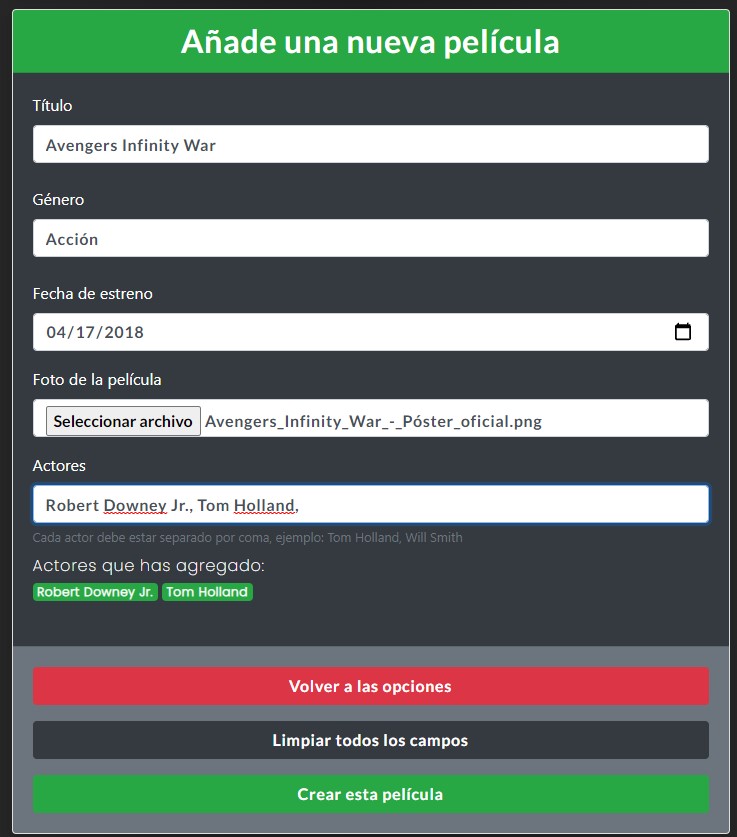 Añade una nueva película
Título
Avengers Infinity War
Género
Acción
Fecha de estreno
04/17/2018
Foto de la película
Seleccionar archivo Avengers_Infinity_War_-_Póster_oficial.png
Actores
Robert Downey Jr., Tom Holland,
Cada actor debe estar separado por coma, ejemplo: Tom Holland, Will Smith
Actores que has agregado:
Robert Downey Jr. Tom Holland
Volver a las opciones
Limpiar todos los campos
Crear esta película